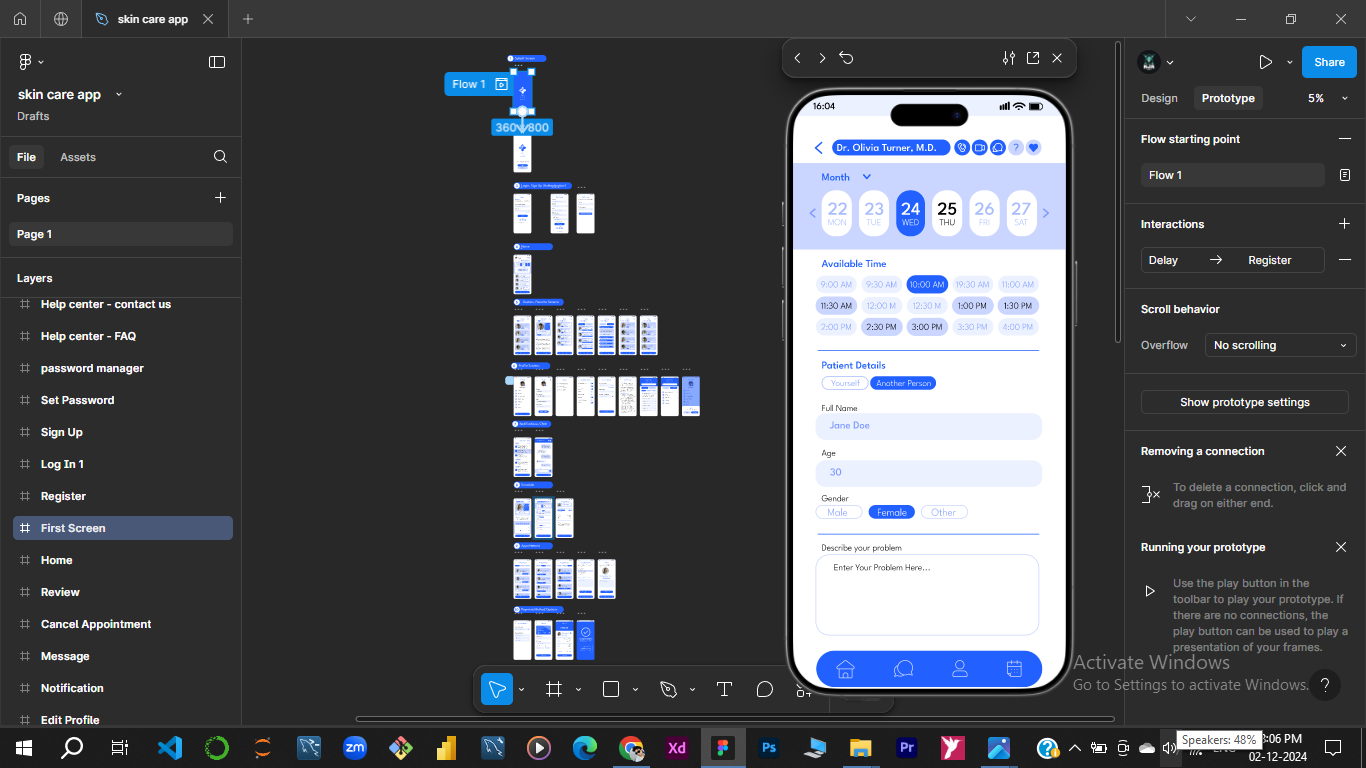 skin care app
skin care app
Drafts
File
Assets
Pages
Page 1
Layers
Help center - contact us
Help center - FAQ
password manager
Set Password
Sign Up
Log In 1
Register
First Screen
Home
Review
Cancel Appointment
Message
Notification
Edit Profile
Flow 1
360 800
16:04
Dr. Olivia Turner, M.D.
?
Month
22 23 24 25 26 27
MON TUE WED THU FRI SAT
Available Time
9:00 AM 9:30 AM 10:00 AM 19:30 AM 11:00 AM
11:30 AM 12:00 M 12:30 M 1:00 PM 1:30 PM
2:00 PM 2:30 PM 3:00 PM 3:30 PM 4:00 PM
Patient Details
Yourself Another Person
Full Name
Jane Doe
Age
30
Gender
Male Female Other
Describe your problem
Enter Your Problem Here...
Share
Design
Prototype
5%
Flow starting point
Flow 1
Interactions
Delay
Register
Scroll behavior
Overflow
No scrolling
Show prototype settings
Removing a connection
To delete a connection, click and
drag on either end.
Running your prototype
Use the play button in the
toolbar to play your prototype. If
there are no connections, the
play button can be used to play a
presentation of your frames.
Activate Windows
Go to Settings to activate Windows.
?
zm
Xd
Ps
Pr
Speakers: 48%
:06 PM
02-12-2024